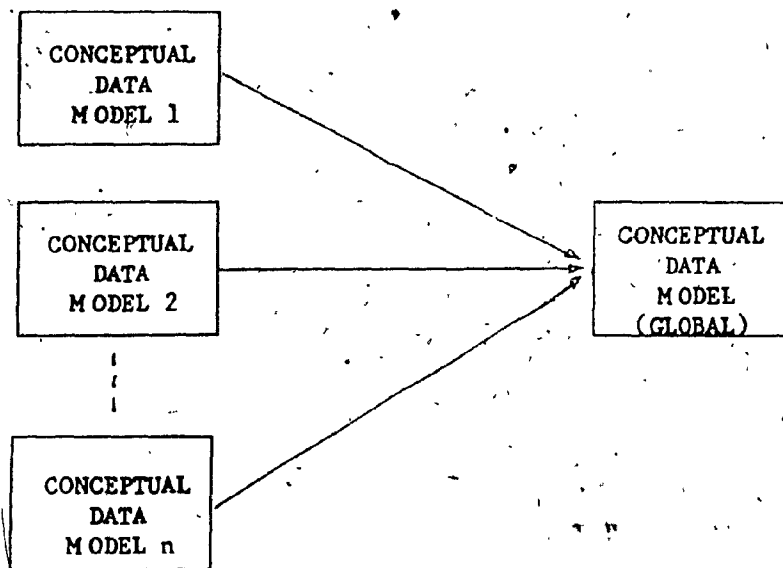 CONCEPTUAL
DATA
MODEL 1
CONCEPTUAL
DATA
MODEL 2
CONCEPTUAL
DATA
MODEL n
CONCEPTUAL
DATA
MODEL
(GLOBAL)